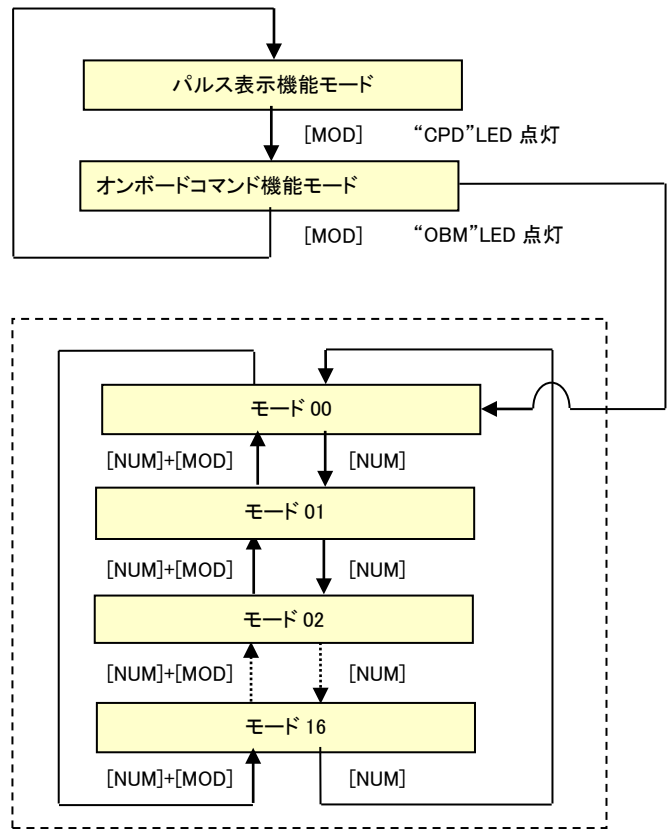 パルス表示機能モード
[MOD] “CPD”LED 点灯
オンボードコマンド機能モード
[MOD] “OBM”LED 点灯
モード 00
[NUM]+[MOD] [NUM]
モード 01
[NUM]+[MOD] [NUM]
モード 02
[NUM]+[MOD] [NUM]
モード 16
[NUM]+[MOD] [NUM]